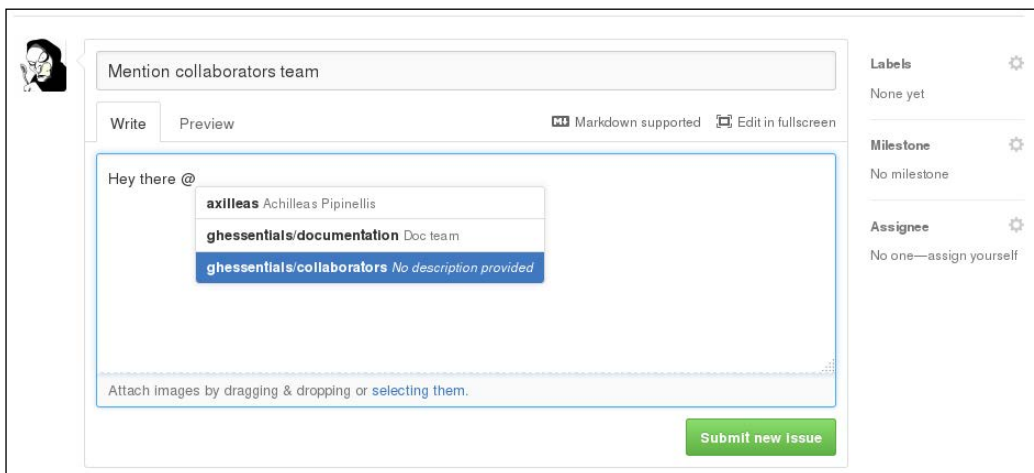 Mention collaborators team
Write Preview Markdown supported Edit in fullscreen
Hey there @
axilleas Achilleas Pipinellis
ghessentials/documentation Doc team
ghessentials/collaborators No description provided
Attach images by dragging & dropping or selecting them.
Submit new issue
Labels
None yet
Milestone
No milestone
Assignee
No one—assign yourself